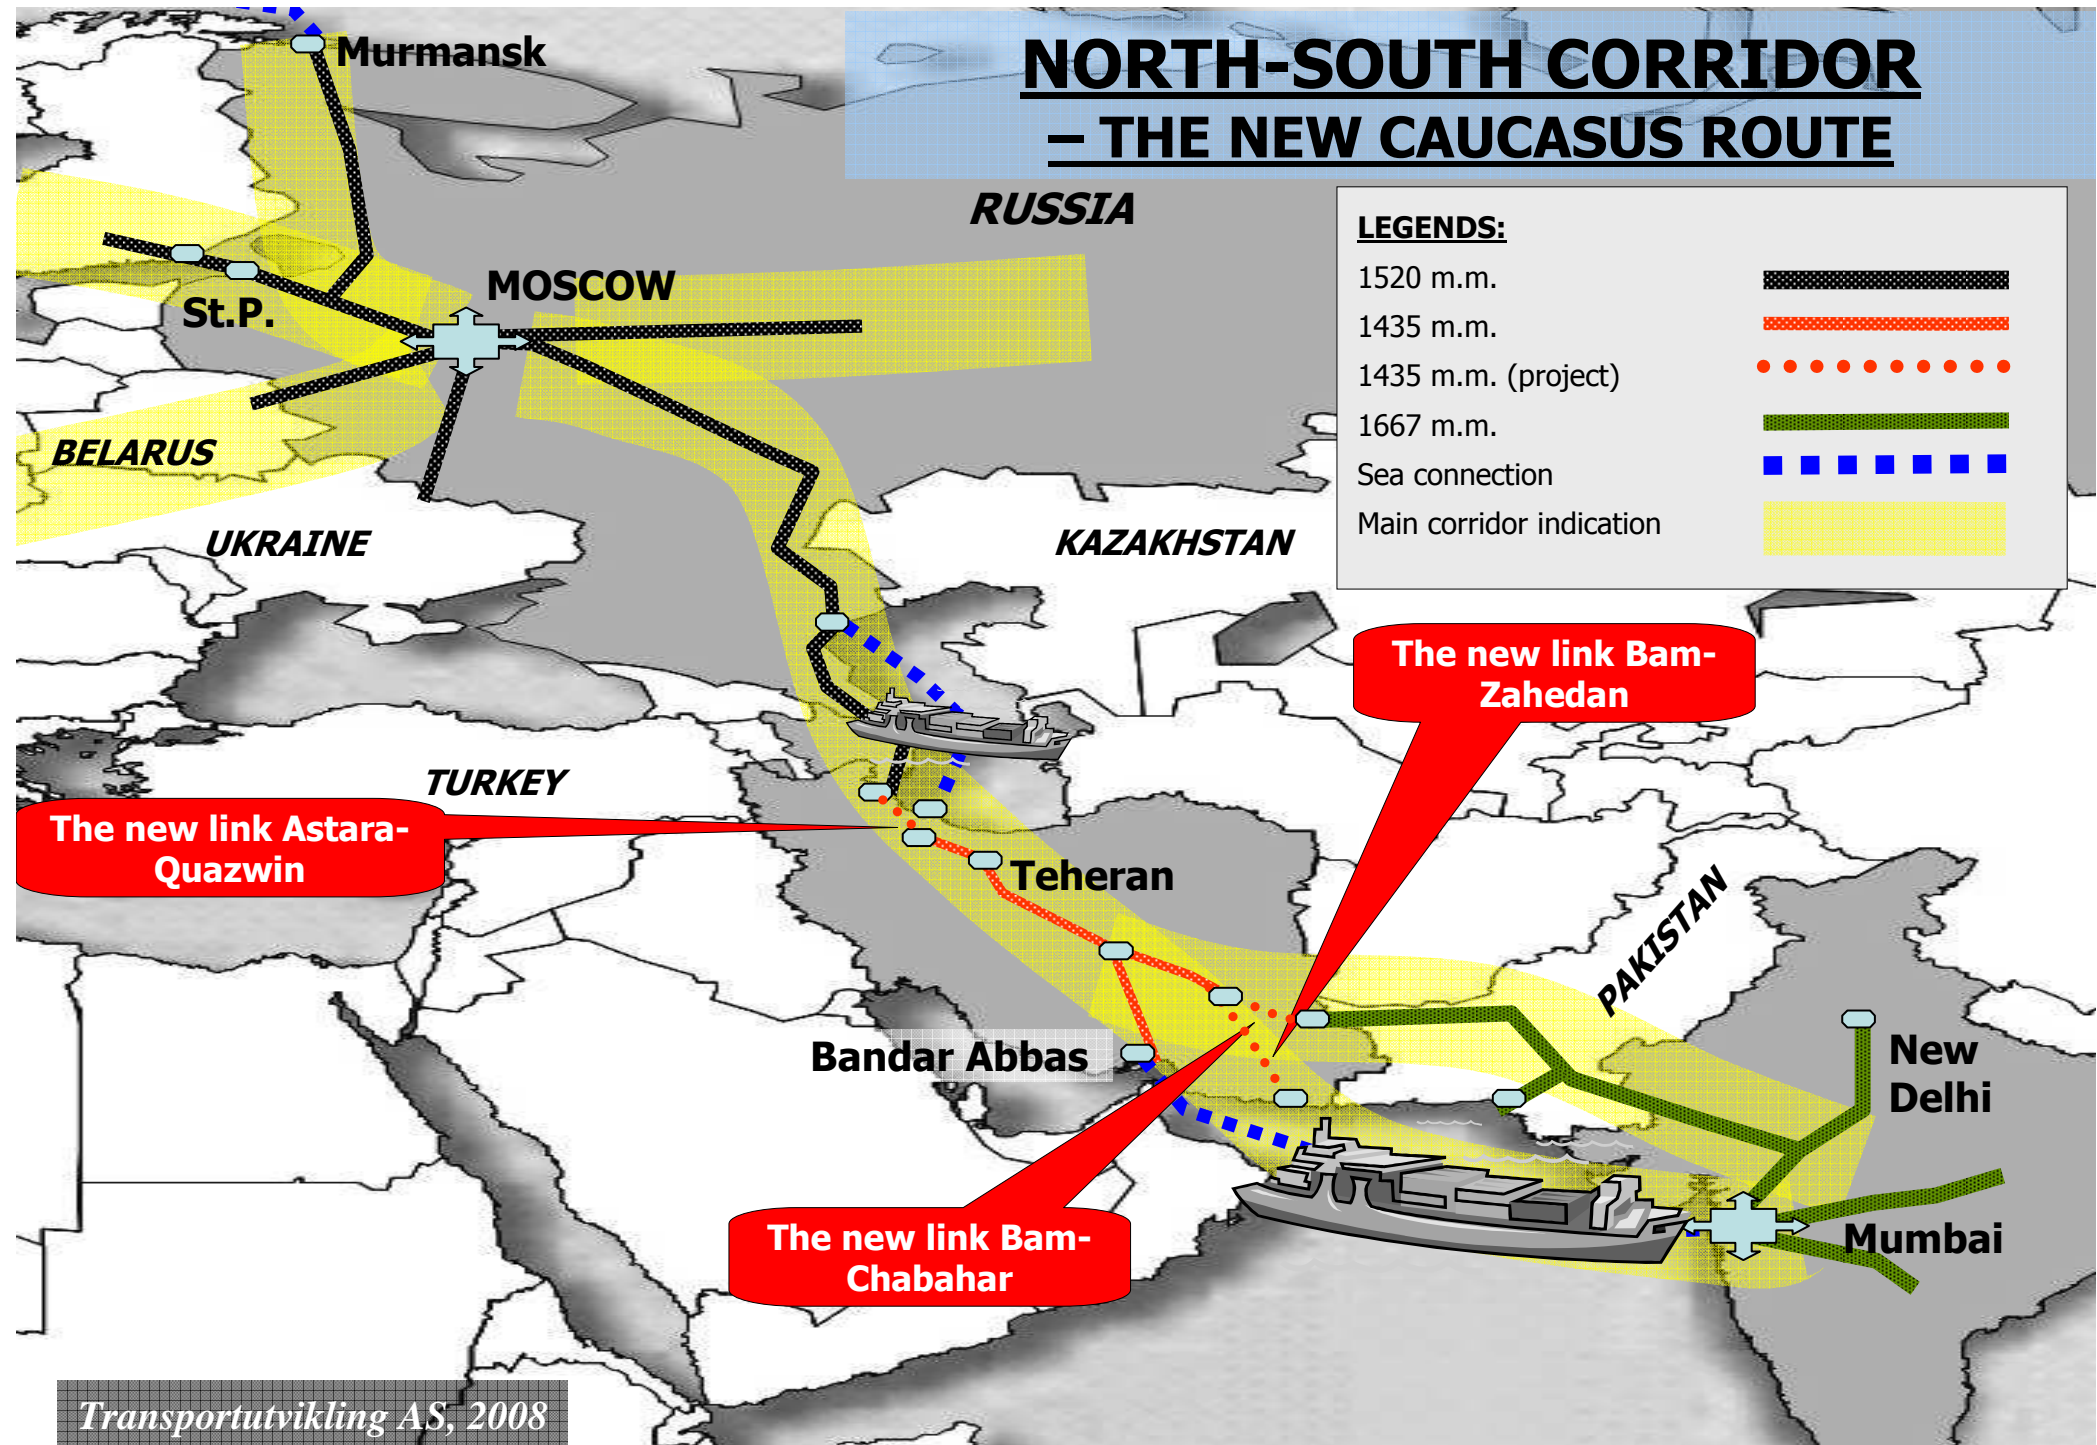 NORTH-SOUTH CORRIDOR
– THE NEW CAUCASUS ROUTE
Murmansk
RUSSIA
LEGENDS:
1520 m.m.
1435 m.m.
1435 m.m. (project)
1667 m.m.
Sea connection
Main corridor indication
MOSCOW
St.P.
BELARUS
UKRAINE
KAZAKHSTAN
The new link Bam-
Zahedan
TURKEY
The new link Astara-
Quazwin
Teheran
PAKISTAN
Bandar Abbas
New
Delhi
The new link Bam-
Chabahar
Mumbai
Transportutvikling AS, 2008